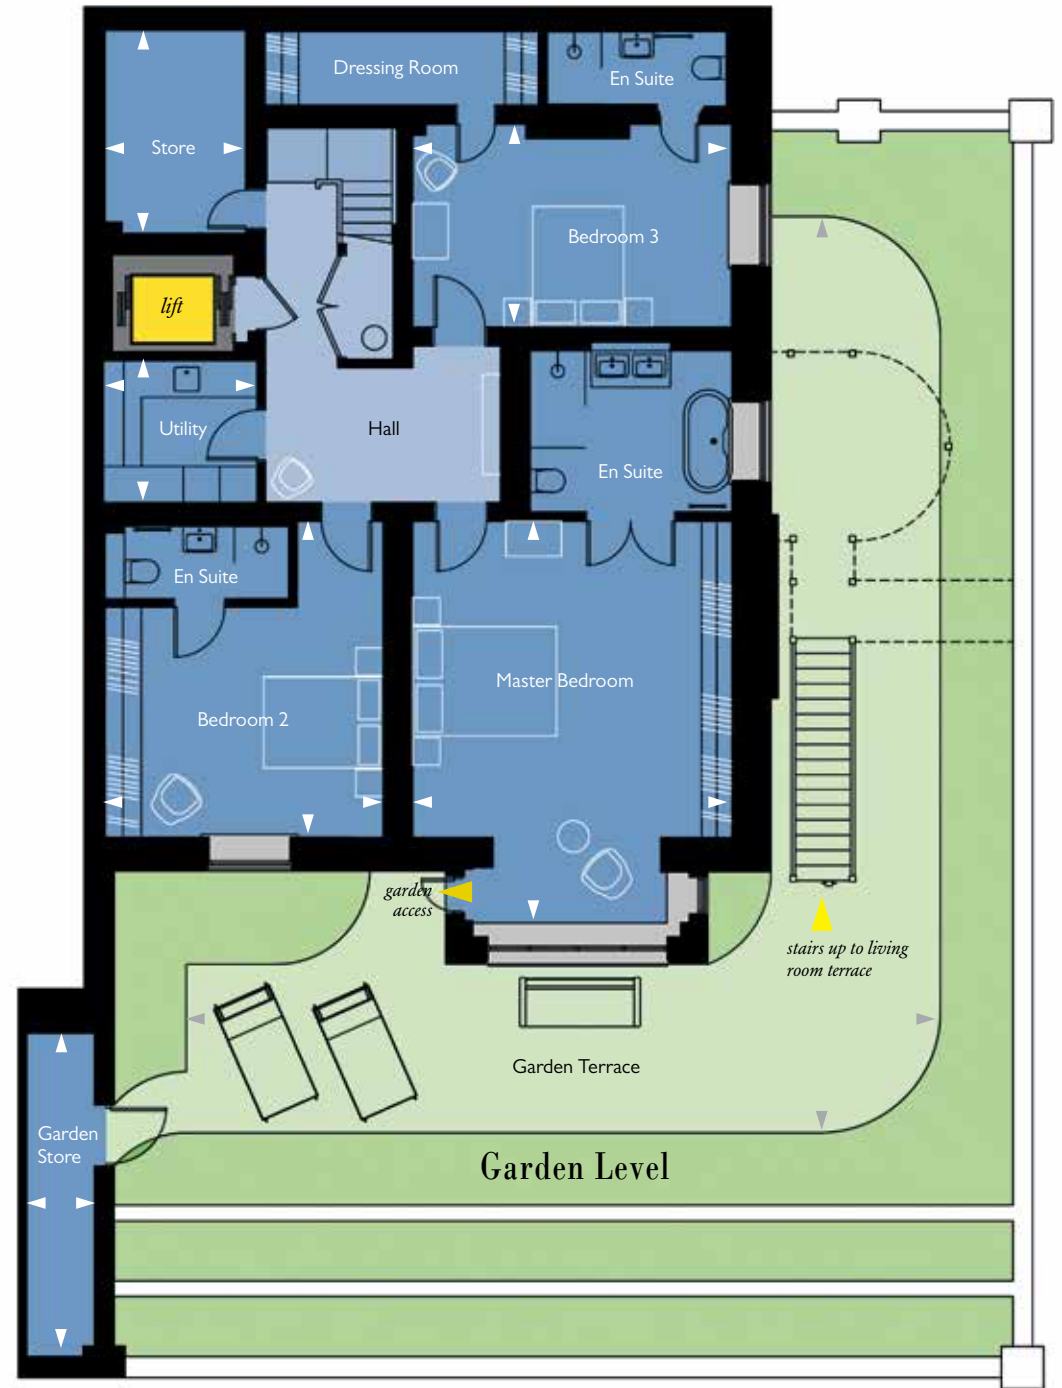 Dressing Room
En Suite
Store
Bedroom 3
lift
Utility
Hall
En Suite
En Suite
Master Bedroom
Bedroom 2
garden
access
stairs up to living
room terrace
Garden Terrace
Garden
Store
Garden Level